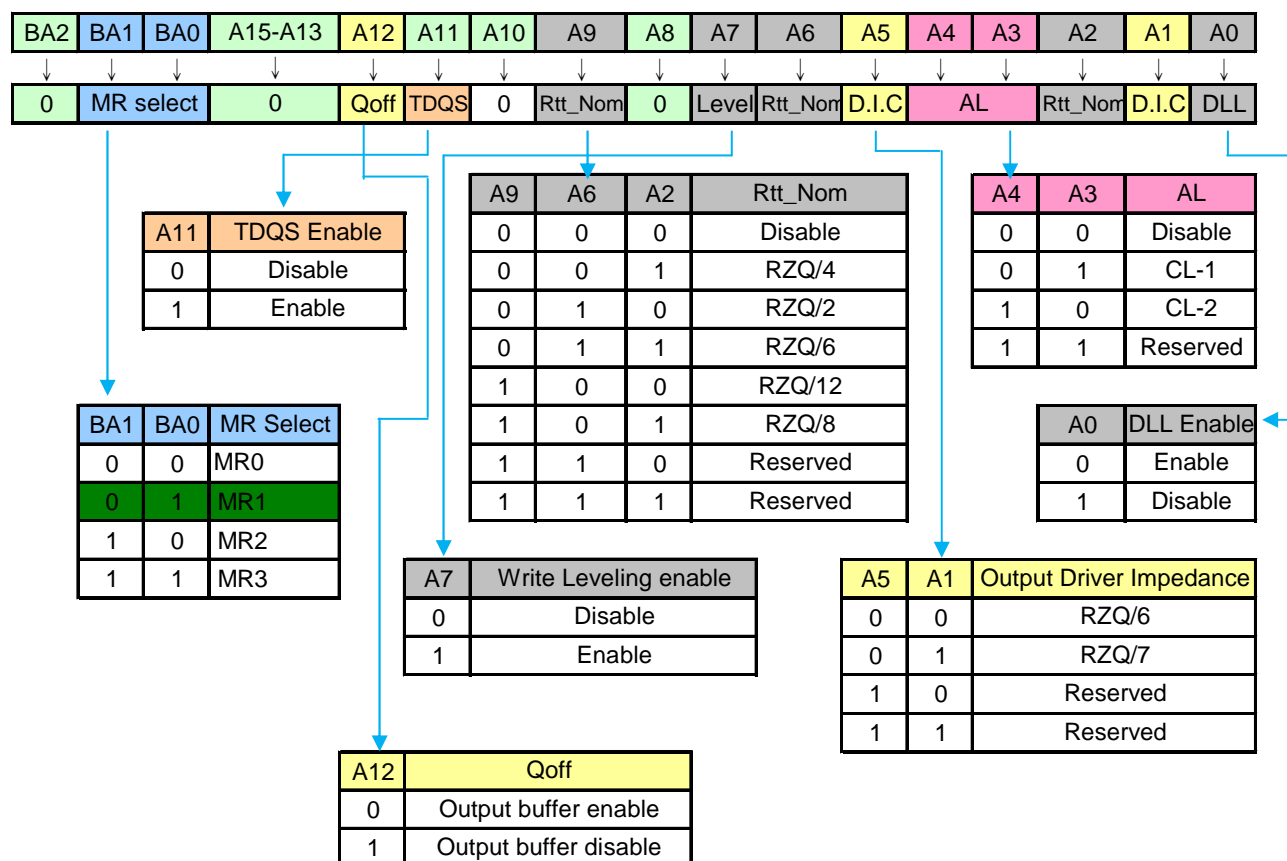 BA2 BA1 BA0 A15-A13 A12 A11 A10 A9 A8 A7 A6 A5 A4 A3 A2 A1 A0
0 MR select 0 Qoff TDQS 0 Rtt_Nom 0 Level Rtt_Nom D.I.C AL Rtt_Nom D.I.C DLL
A11 TDQS Enable
0 Disable
1 Enable
A9 A6 A2 Rtt_Nom
0 0 0 Disable
0 0 1 RZQ/4
0 1 0 RZQ/2
0 1 1 RZQ/6
1 0 0 RZQ/12
1 0 1 RZQ/8
1 1 0 Reserved
1 1 1 Reserved
A4 A3 AL
0 0 Disable
0 1 CL-1
1 0 CL-2
1 1 Reserved
BA1 BA0 MR Select
0 0 MR0
0 1 MR1
1 0 MR2
1 1 MR3
A0 DLL Enable
0 Enable
1 Disable
A7 Write Leveling enable
0 Disable
1 Enable
A5 A1 Output Driver Impedance
0 0 RZQ/6
0 1 RZQ/7
1 0 Reserved
1 1 Reserved
A12 Qoff
0 Output buffer enable
1 Output buffer disable